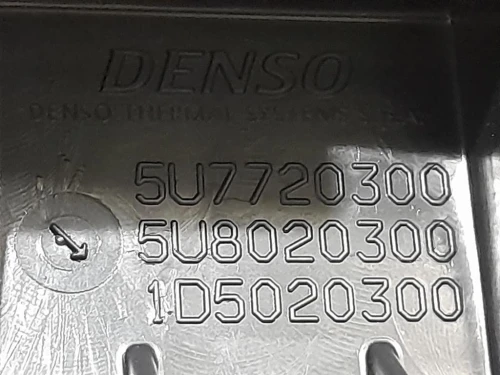 DENSO
DENSO THERMAL SYSTEMS S.p.A.
5U7720300
5U8020300
1D5020300